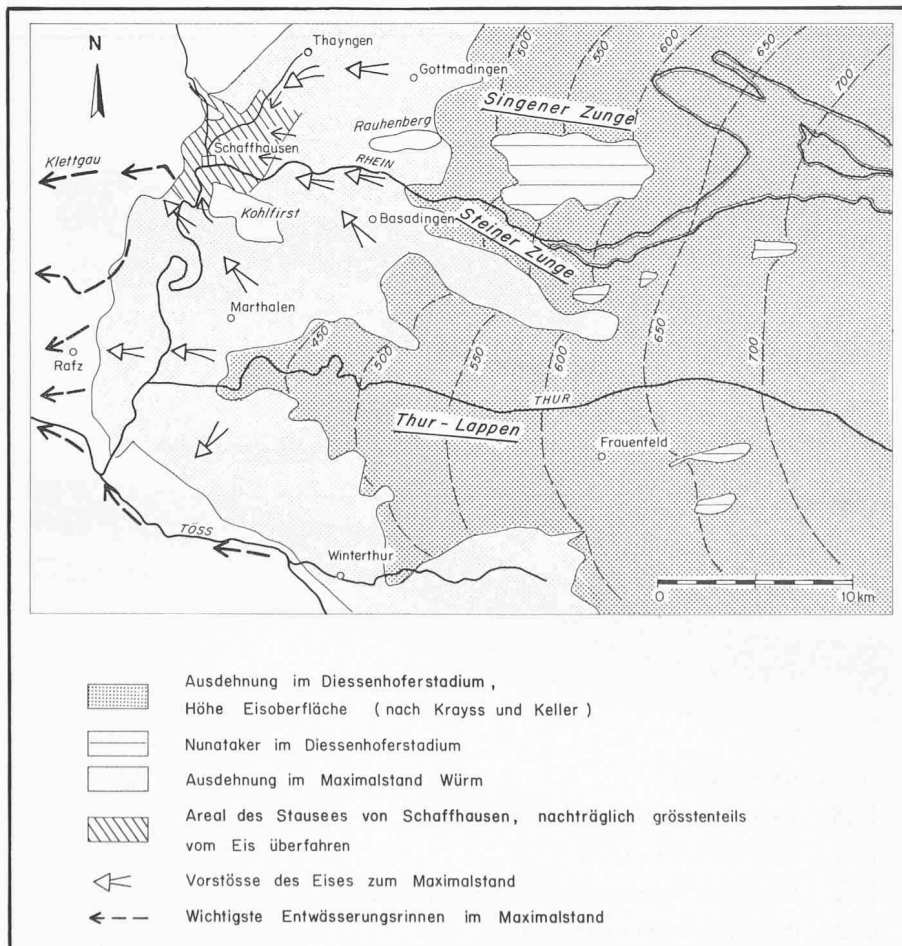 N
Thayngen
Gottmadingen
500
550
600
650
700
Singener Zunge
Rauhenberg
Schaffhausen
Klettgau
RHEIN
Kohlfirst
Basadingen
Steiner Zunge
Marthalen
450
500
550
600
650
700
Rafz
THUR
Thur - Lappen
Frauenfeld
TÖSS
Winterthur
0 10 km
Ausdehnung im Diessenhoferstadium,
Höhe Eisoberfläche (nach Krayss und Keller)
Nunataker im Diessenhoferstadium
Ausdehnung im Maximalstand Würm
Areal des Stausees von Schaffhausen, nachträglich grösstenteils
vom Eis überfahren
Vorstösse des Eises zum Maximalstand
Wichtigste Entwässerungsrinnen im Maximalstand